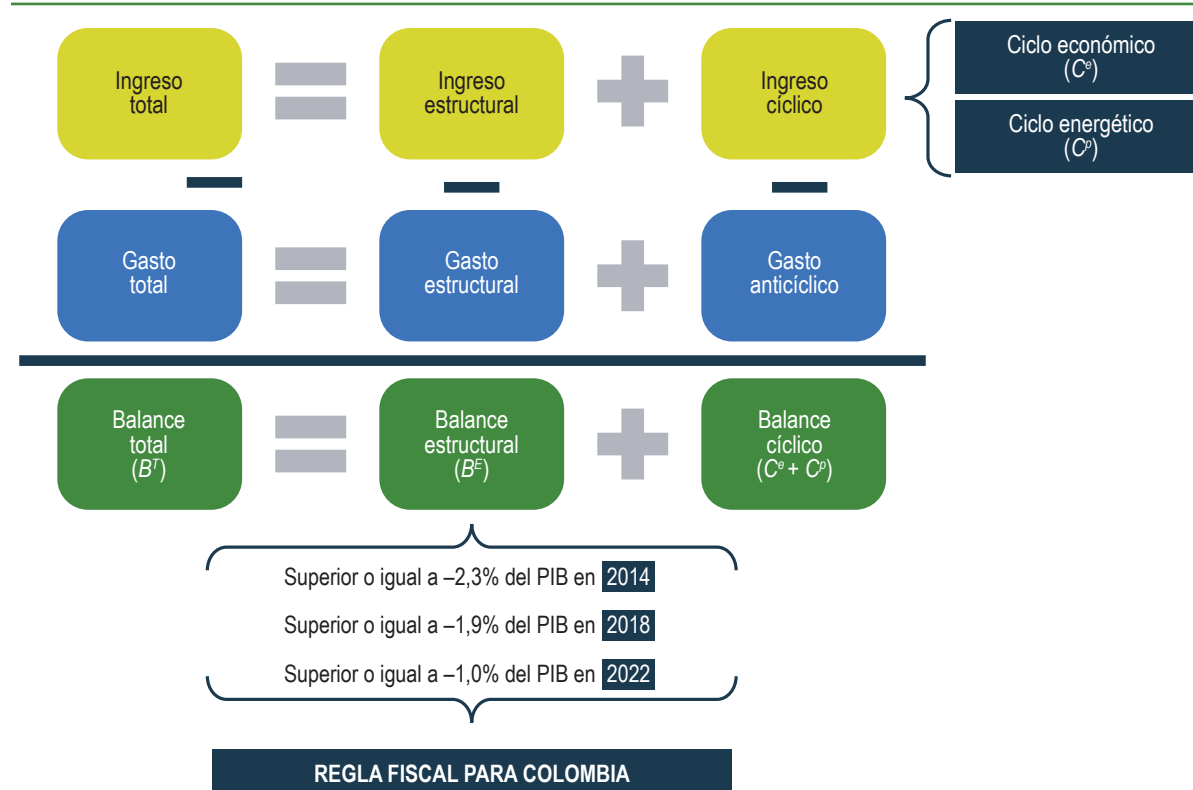 Ingreso
total
Ingreso
estructural
Ingreso
cíclico
Ciclo económico
(Cᵉ)
Ciclo energético
(Cᵖ)
Gasto
total
Gasto
estructural
Gasto
anticíclico
Balance
total
(Bᵀ)
Balance
estructural
(Bᴱ)
Balance
cíclico
(Cᵉ + Cᵖ)
Superior o igual a –2,3% del PIB en 2014
Superior o igual a –1,9% del PIB en 2018
Superior o igual a –1,0% del PIB en 2022
REGLA FISCAL PARA COLOMBIA